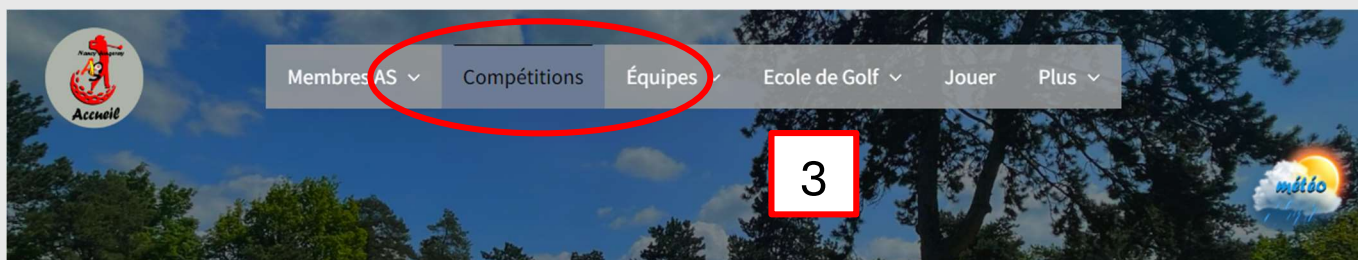 Accueil
Membres AS
Compétitions
Équipes
Ecole de Golf
Jouer
Plus
3
météo